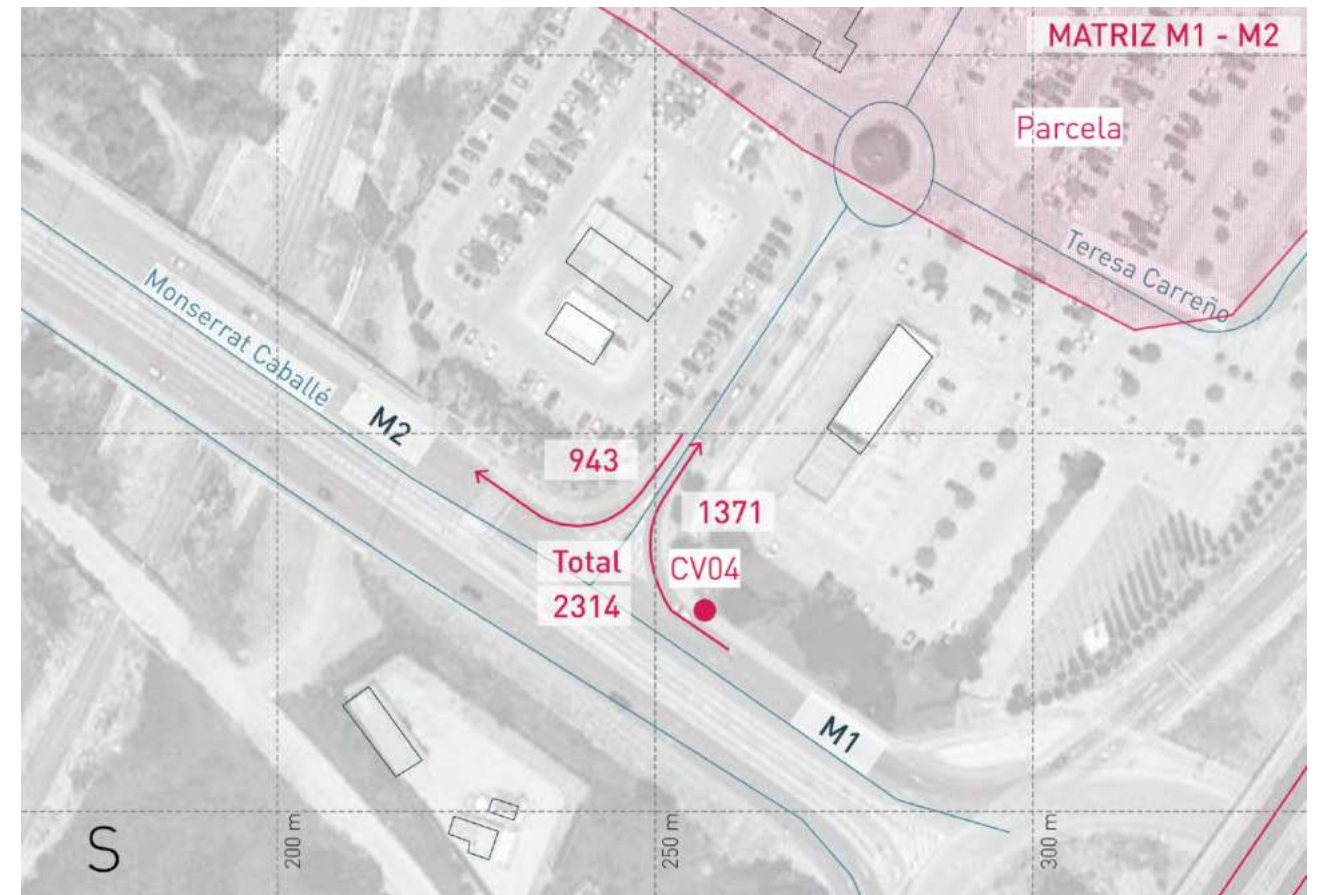 MATRIZ M1 - M2
Parcela
Teresa Carreño
Monserrat Caballé
M2
943
1371
Total
2314
CV04
M1
S
200 m
250 m
300 m